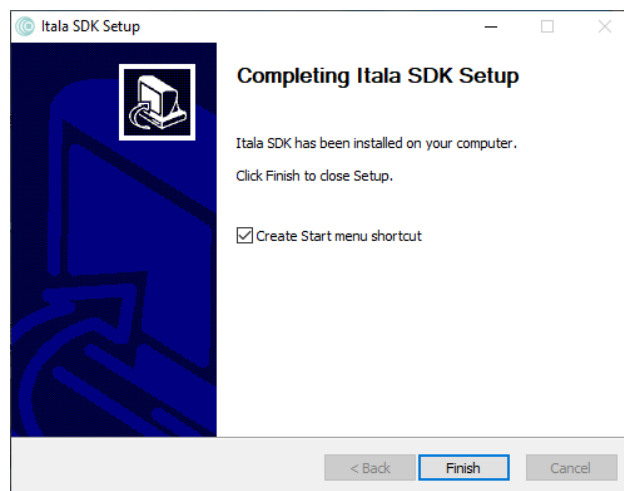 Itala SDK Setup
Completing Itala SDK Setup
Itala SDK has been installed on your computer.
Click Finish to close Setup.
Create Start menu shortcut
< Back Finish Cancel